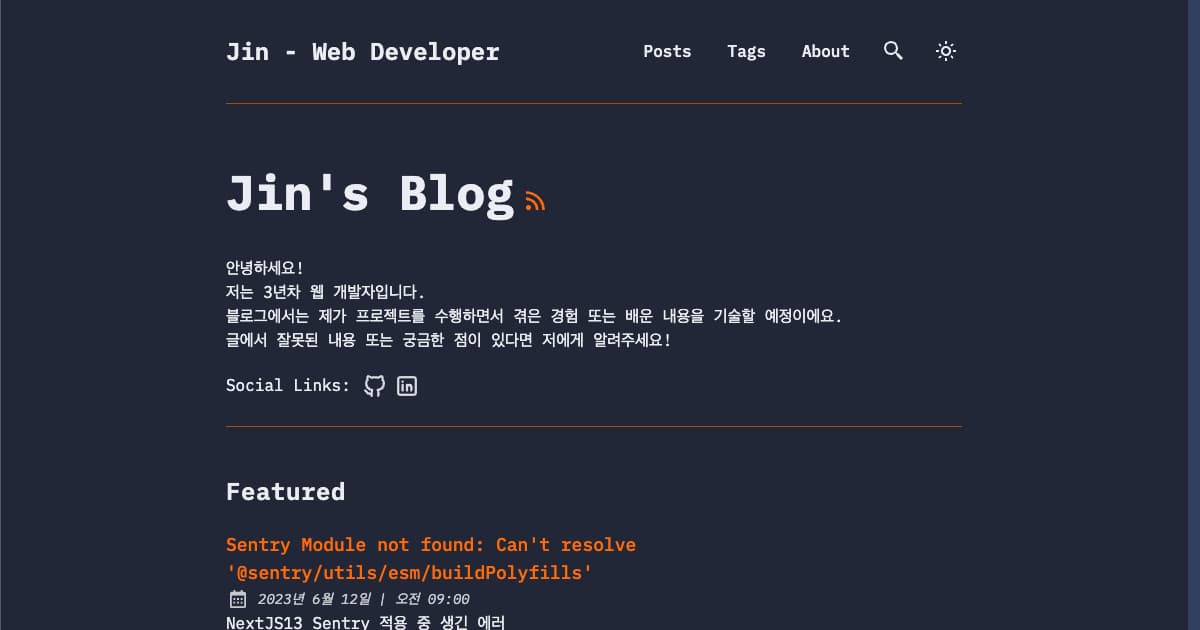 Jin - Web Developer
Posts Tags About
Jin's Blog
안녕하세요!
저는 3년차 웹 개발자입니다.
블로그에서는 제가 프로젝트를 수행하면서 겪은 경험 또는 배운 내용을 기술할 예정이에요.
글에서 잘못된 내용 또는 궁금한 점이 있다면 저에게 알려주세요!
Social Links:
Featured
Sentry Module not found: Can't resolve
'@sentry/utils/esm/buildPolyfills'
2023년 6월 12일 | 오전 09:00
NextJS13 Sentry 적용 중 생긴 에러